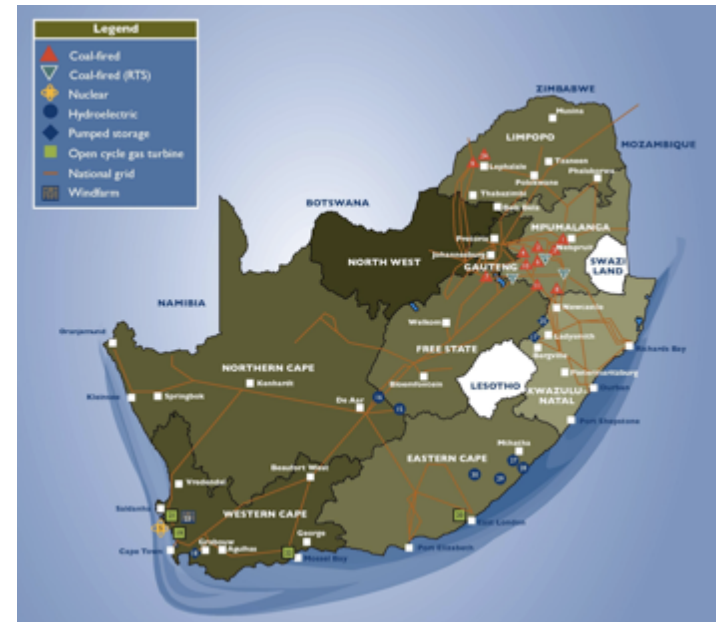 Legend
Coal-fired
Coal-fired (RTS)
Nuclear
Hydroelectric
Pumped storage
Open cycle gas turbine
National grid
Windfarm
ZIMBABWE
Musina
LIMPOPO
MOZAMBIQUE
Lephalale
Tzaneen
Phalaborwa
Polokwane
Thabazimbi
BOTSWANA
Bela Bela
MPUMALANGA
Pretoria
Nelspruit
Johannesburg
NORTH WEST
GAUTENG
SWAZI
LAND
NAMIBIA
Newcastle
Welkom
Oranjemund
Ladysmith
FREE STATE
Richards Bay
Bergville
NORTHERN CAPE
Pietermaritzburg
Kenhardt
Bloemfontein
LESOTHO
KWAZULU
NATAL
Durban
Kleinsee
Springbok
De Aar
Port Shepstone
Mthatha
EASTERN CAPE
Beaufort West
Vredendal
Saldanha
WESTERN CAPE
East London
George
Grabouw
Cape Town
Agulhas
Port Elizabeth
Mossel Bay